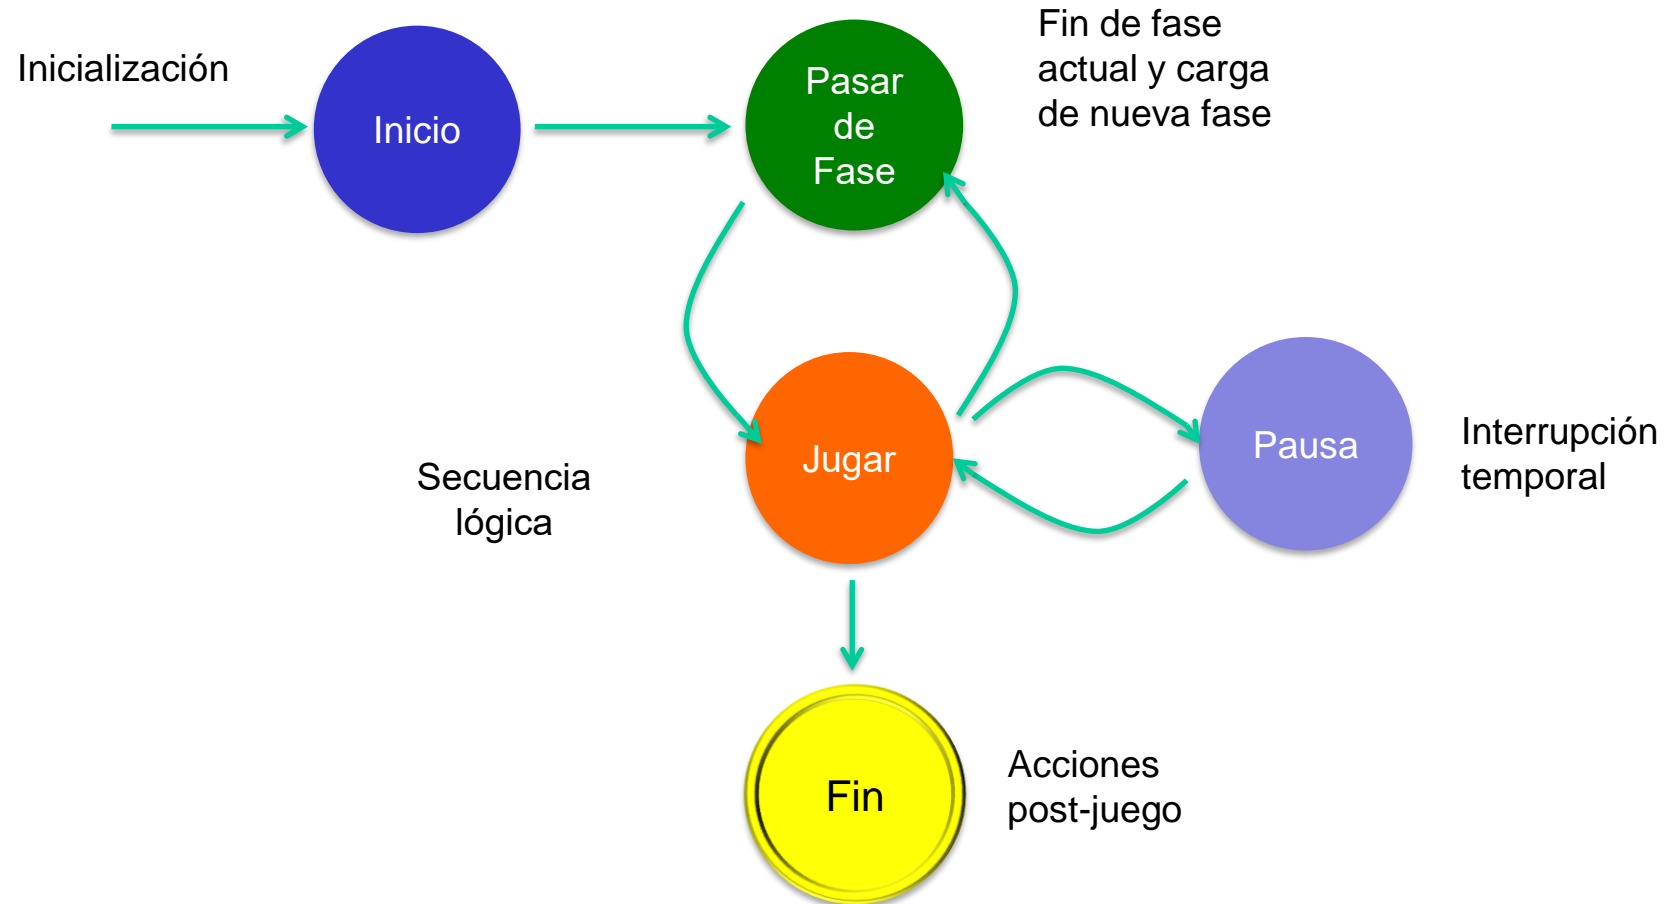 Inicialización
Inicio
Pasar
de
Fase
Fin de fase
actual y carga
de nueva fase
Secuencia
lógica
Jugar
Pausa
Interrupción
temporal
Fin
Acciones
post-juego